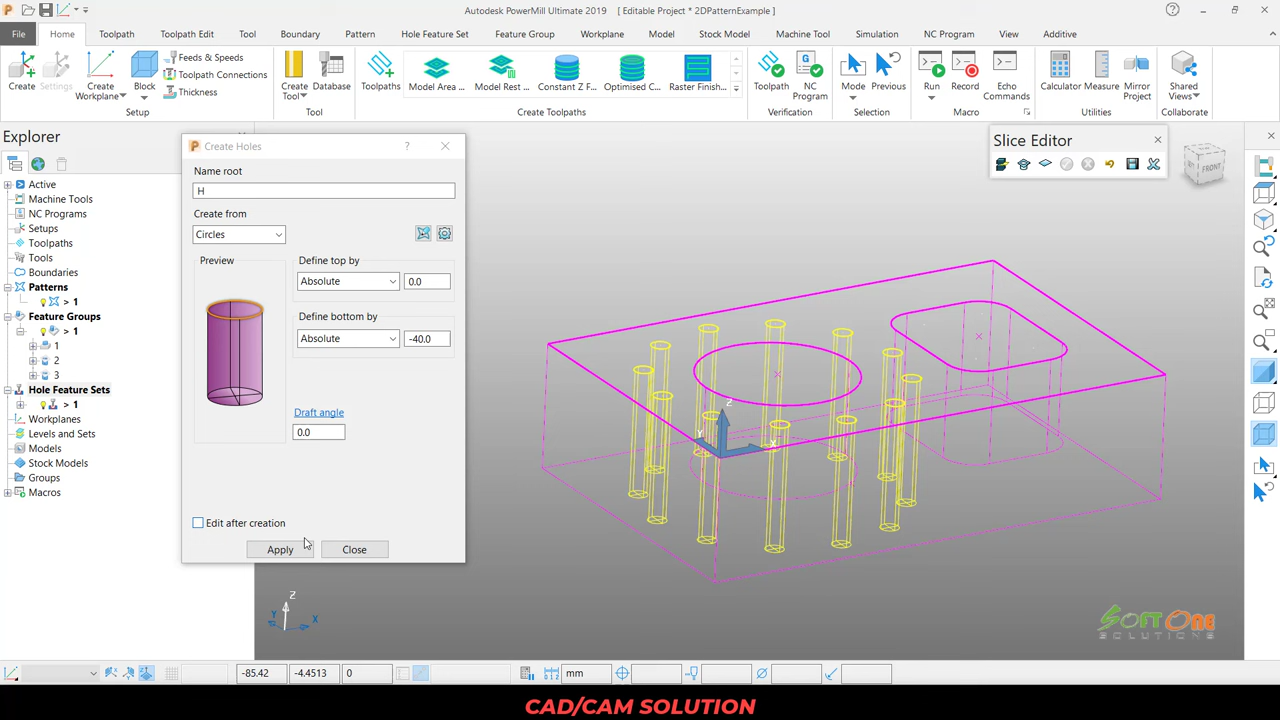 Autodesk PowerMill Ultimate 2019 [ Editable Project * 2DPatternExample ]
File Home Toolpath Toolpath Edit Tool Boundary Pattern Hole Feature Set Feature Group Workplane Model Stock Model Machine Tool Simulation NC Program View Additive
Create
Settings
Create Workplane
Block
Feeds & Speeds
Toolpath Connections
Thickness
Setup
Create Tool
Database
Tool
Toolpaths
Model Area ...
Model Rest ...
Constant Z F...
Optimised C...
Raster Finish...
Create Toolpaths
Toolpath
NC Program
Verification
Mode
Previous
Selection
Run
Record
Echo Commands
Macro
Calculator
Measure
Mirror Project
Utilities
Shared Views
Collaborate
Explorer
Active
Machine Tools
NC Programs
Setups
Toolpaths
Tools
Boundaries
Patterns
> 1
Feature Groups
> 1
1
2
3
Hole Feature Sets
> 1
Workplanes
Levels and Sets
Models
Stock Models
Groups
Macros
Create Holes
?
Name root
H
Create from
Circles
Preview
Define top by
Absolute 0.0
Define bottom by
Absolute -40.0
Draft angle
0.0
Edit after creation
Apply Close
Slice Editor
FRONT
Z
Y
X
Z
Y
X
SOFTONE
SOLUTIONS
-85.42 -4.4513 0 mm
CAD/CAM SOLUTION